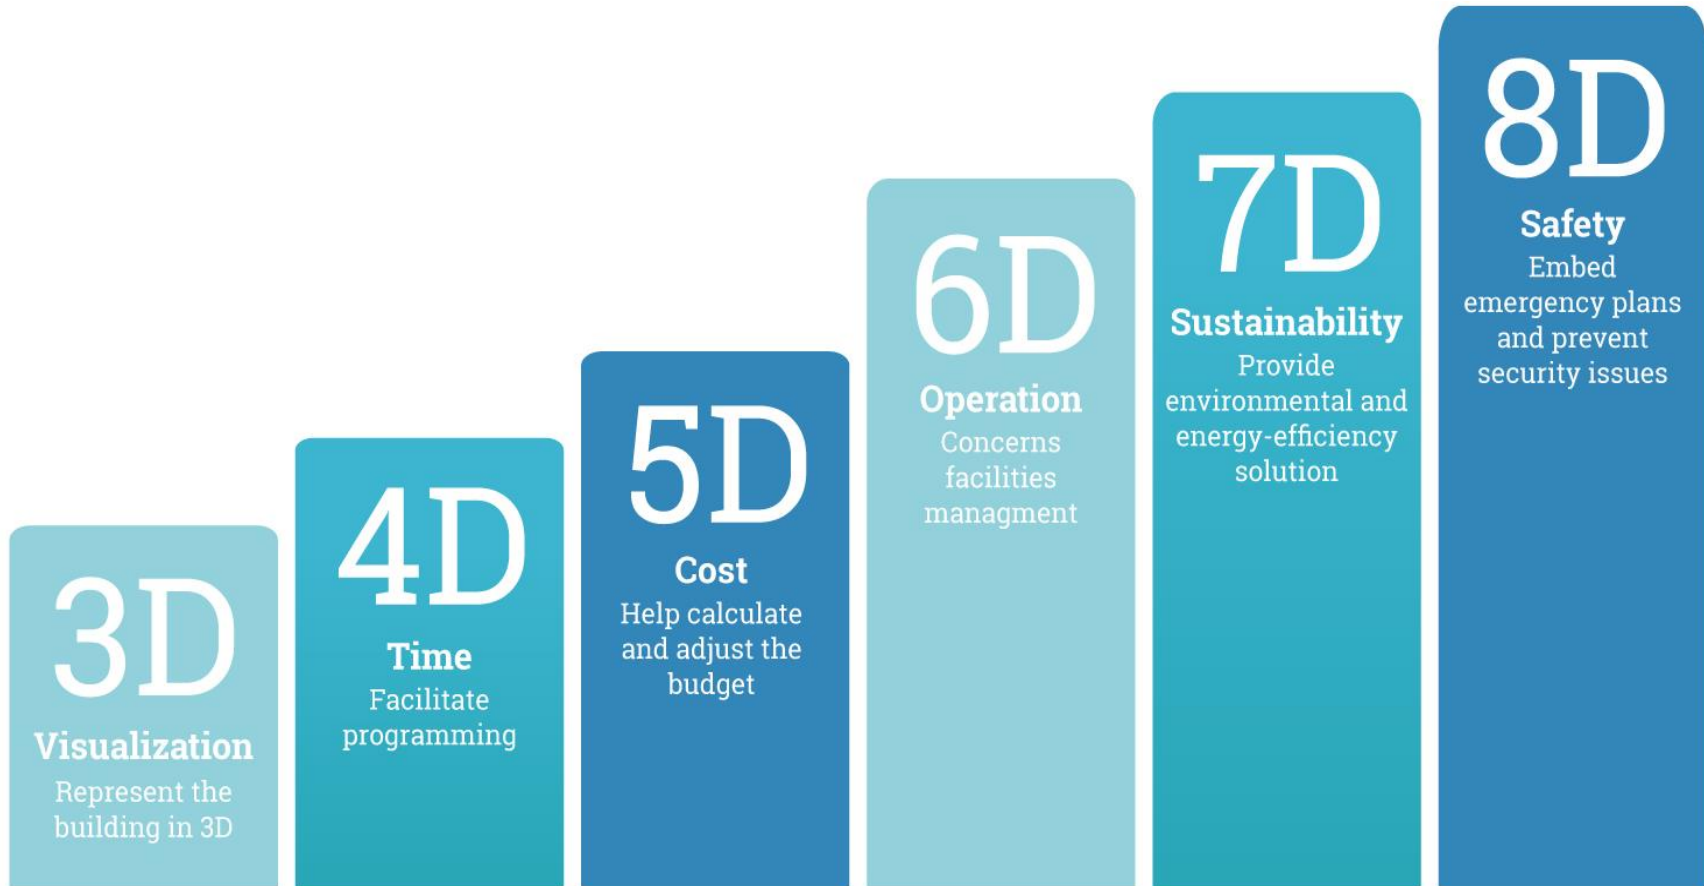 3D
Visualization
Represent the
building in 3D
4D
Time
Facilitate
programming
5D
Cost
Help calculate
and adjust the
budget
6D
Operation
Concerns
facilities
managment
7D
Sustainability
Provide
environmental and
energy-efficiency
solution
8D
Safety
Embed
emergency plans
and prevent
security issues